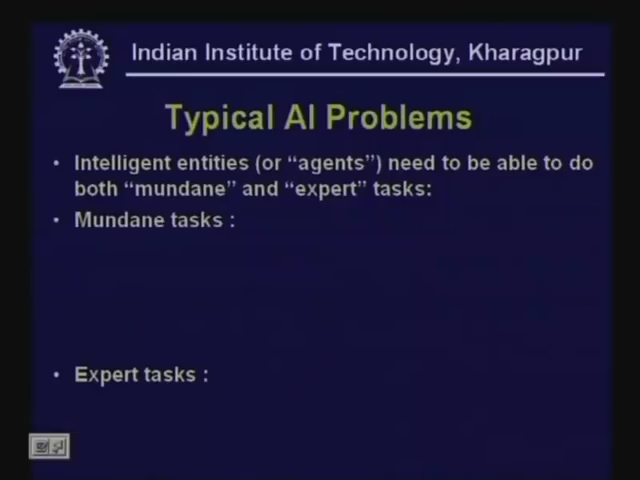 Indian Institute of Technology, Kharagpur
Typical AI Problems
• Intelligent entities (or “agents”) need to be able to do
both “mundane” and “expert” tasks:
• Mundane tasks :
• Expert tasks :